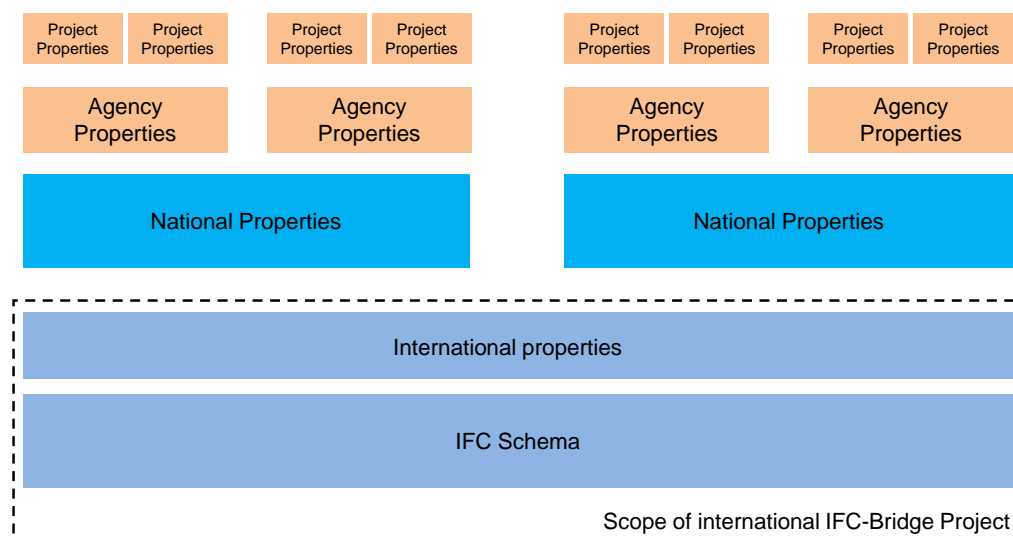 Project
Properties
Project
Properties
Project
Properties
Project
Properties
Project
Properties
Project
Properties
Project
Properties
Project
Properties
Agency
Properties
Agency
Properties
Agency
Properties
Agency
Properties
National Properties
National Properties
International properties
IFC Schema
Scope of international IFC-Bridge Project